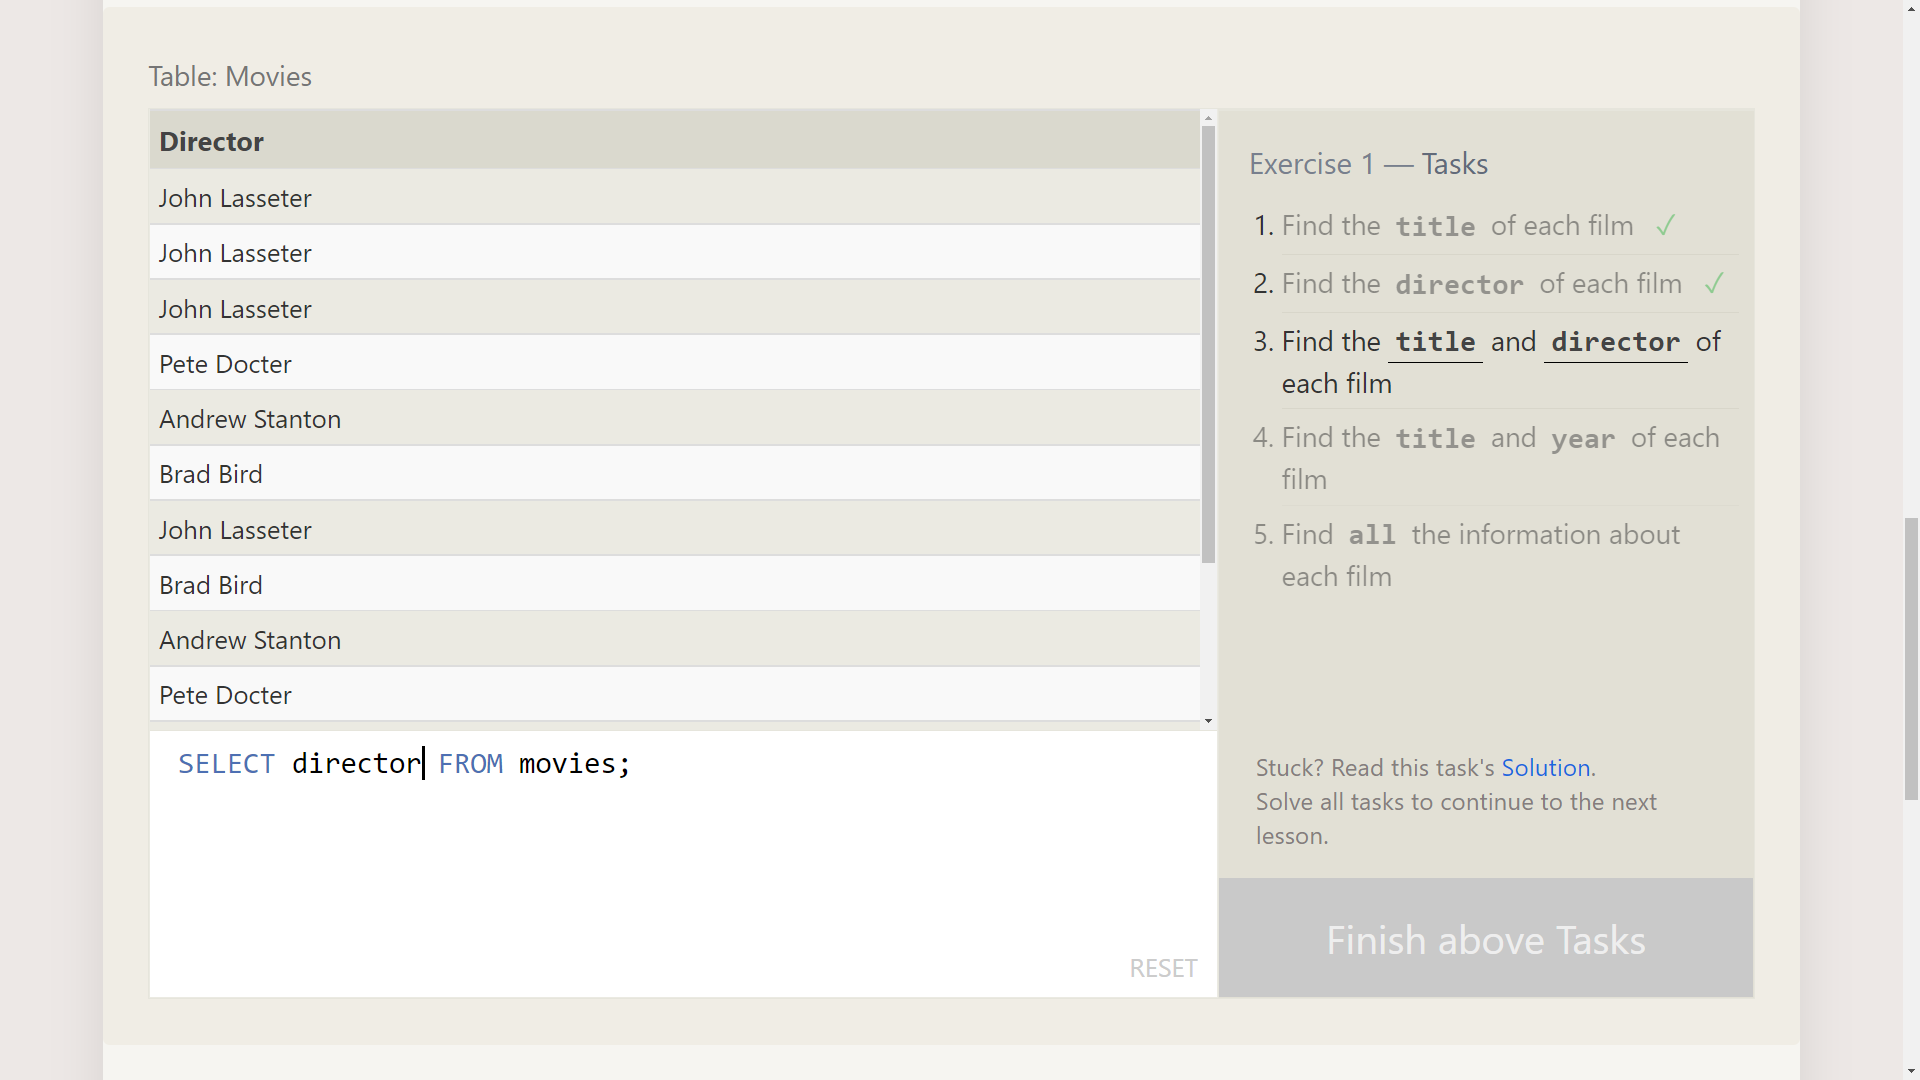 Table: Movies
Director
John Lasseter
John Lasseter
John Lasseter
Pete Docter
Andrew Stanton
Brad Bird
John Lasseter
Brad Bird
Andrew Stanton
Pete Docter
SELECT director FROM movies;
RESET
Exercise 1 — Tasks
1. Find the title of each film ✓
2. Find the director of each film ✓
3. Find the title and director of
each film
4. Find the title and year of each
film
5. Find all the information about
each film
Stuck? Read this task's Solution.
Solve all tasks to continue to the next
lesson.
Finish above Tasks